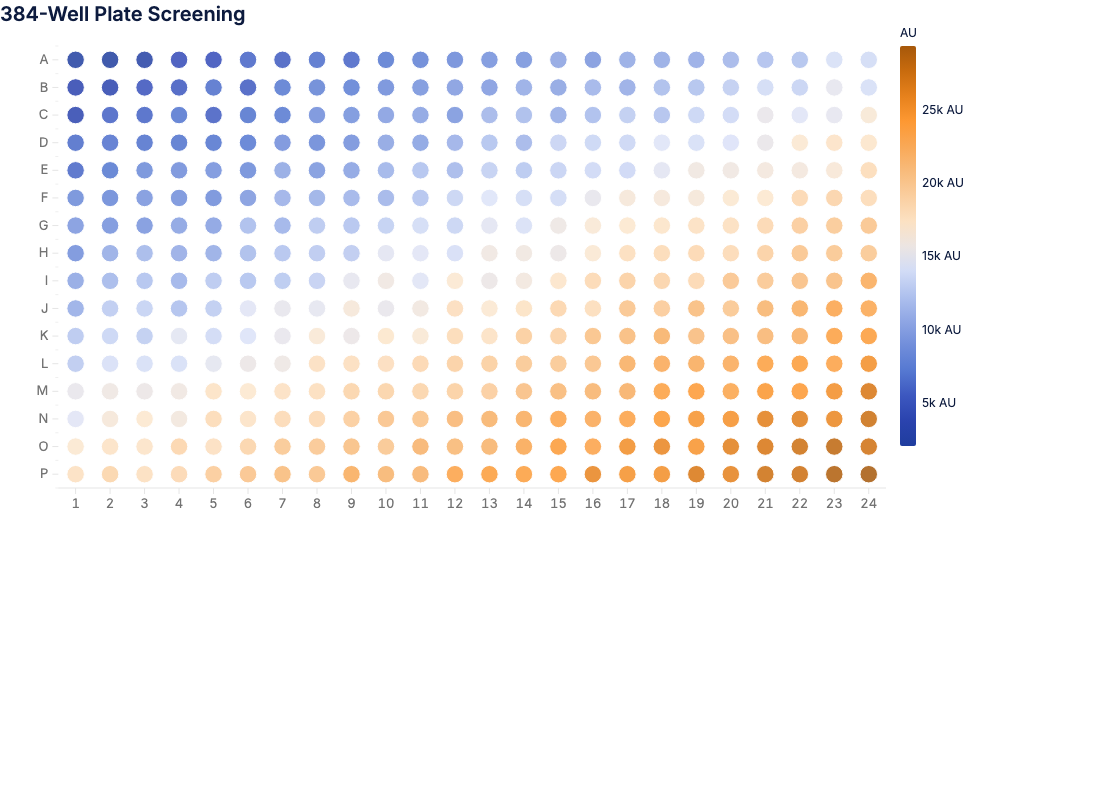 384-Well Plate Screening
AU
A
B
C
D
E
F
G
H
I
J
K
L
M
N
O
P
25k AU
20k AU
15k AU
10k AU
5k AU
1 2 3 4 5 6 7 8 9 10 11 12 13 14 15 16 17 18 19 20 21 22 23 24